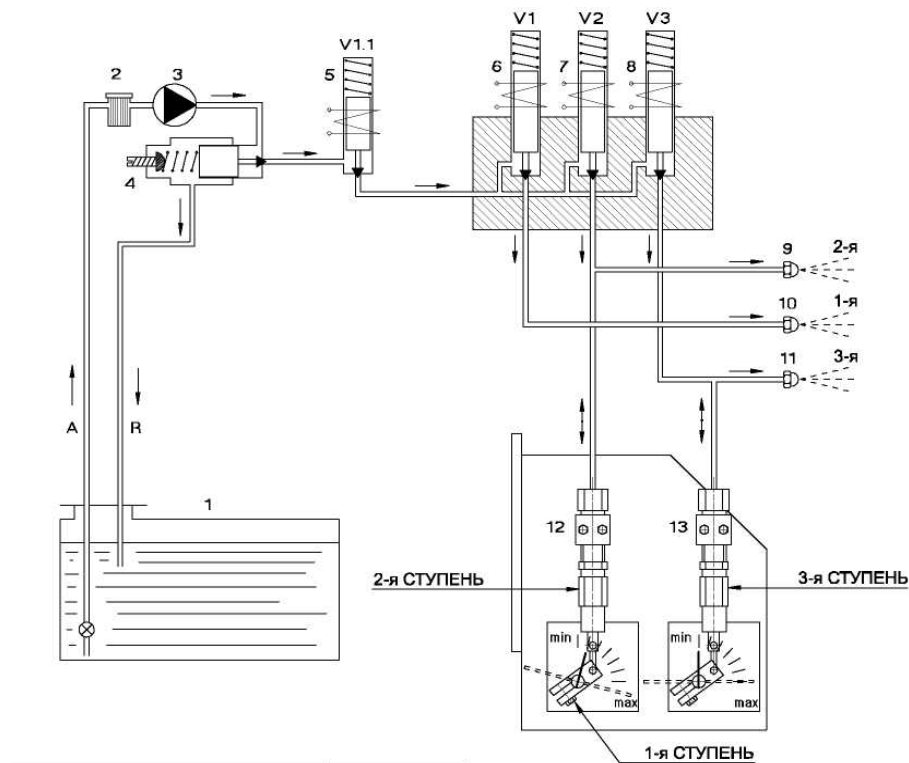 V1 V2 V3
V1.1
2 3 5 6 7 8
4
9 2-я
10 1-я
11 3-я
A R
1
12 13
2-я СТУПЕНЬ
3-я СТУПЕНЬ
min min
max max
1-я СТУПЕНЬ